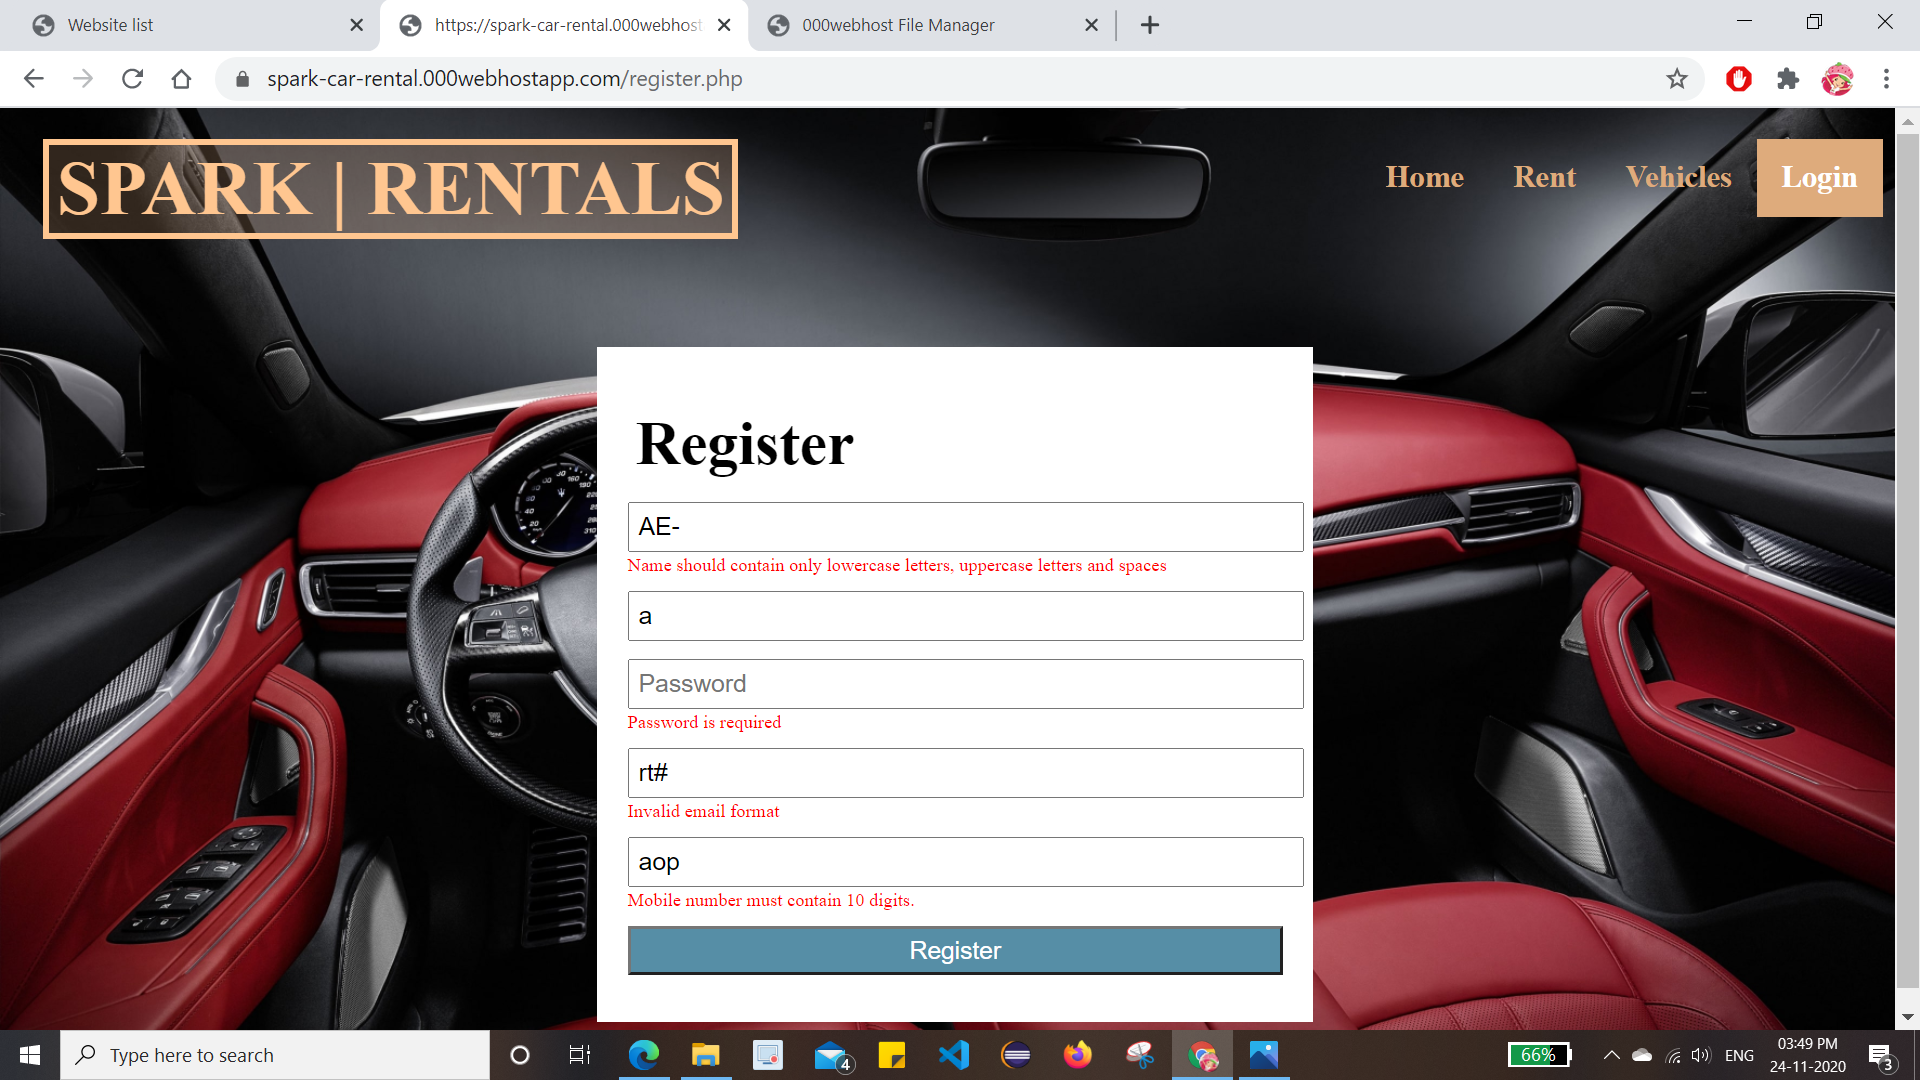 Website list
https://spark-car-rental.000webhost
000webhost File Manager
spark-car-rental.000webhostapp.com/register.php
SPARK | RENTALS
Home
Rent
Vehicles
Login
Register
AE-
Name should contain only lowercase letters, uppercase letters and spaces
a
Password
Password is required
rt#
Invalid email format
aop
Mobile number must contain 10 digits.
Register
Type here to search
4
66%
ENG
03:49 PM
24-11-2020
3